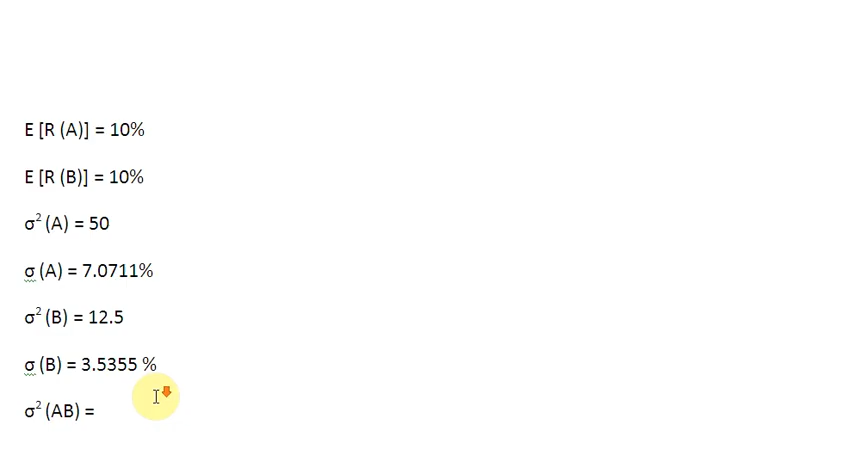 E [R (A)] = 10%
E [R (B)] = 10%
σ² (A) = 50
σ (A) = 7.0711%
σ² (B) = 12.5
σ (B) = 3.5355 %
σ² (AB) =